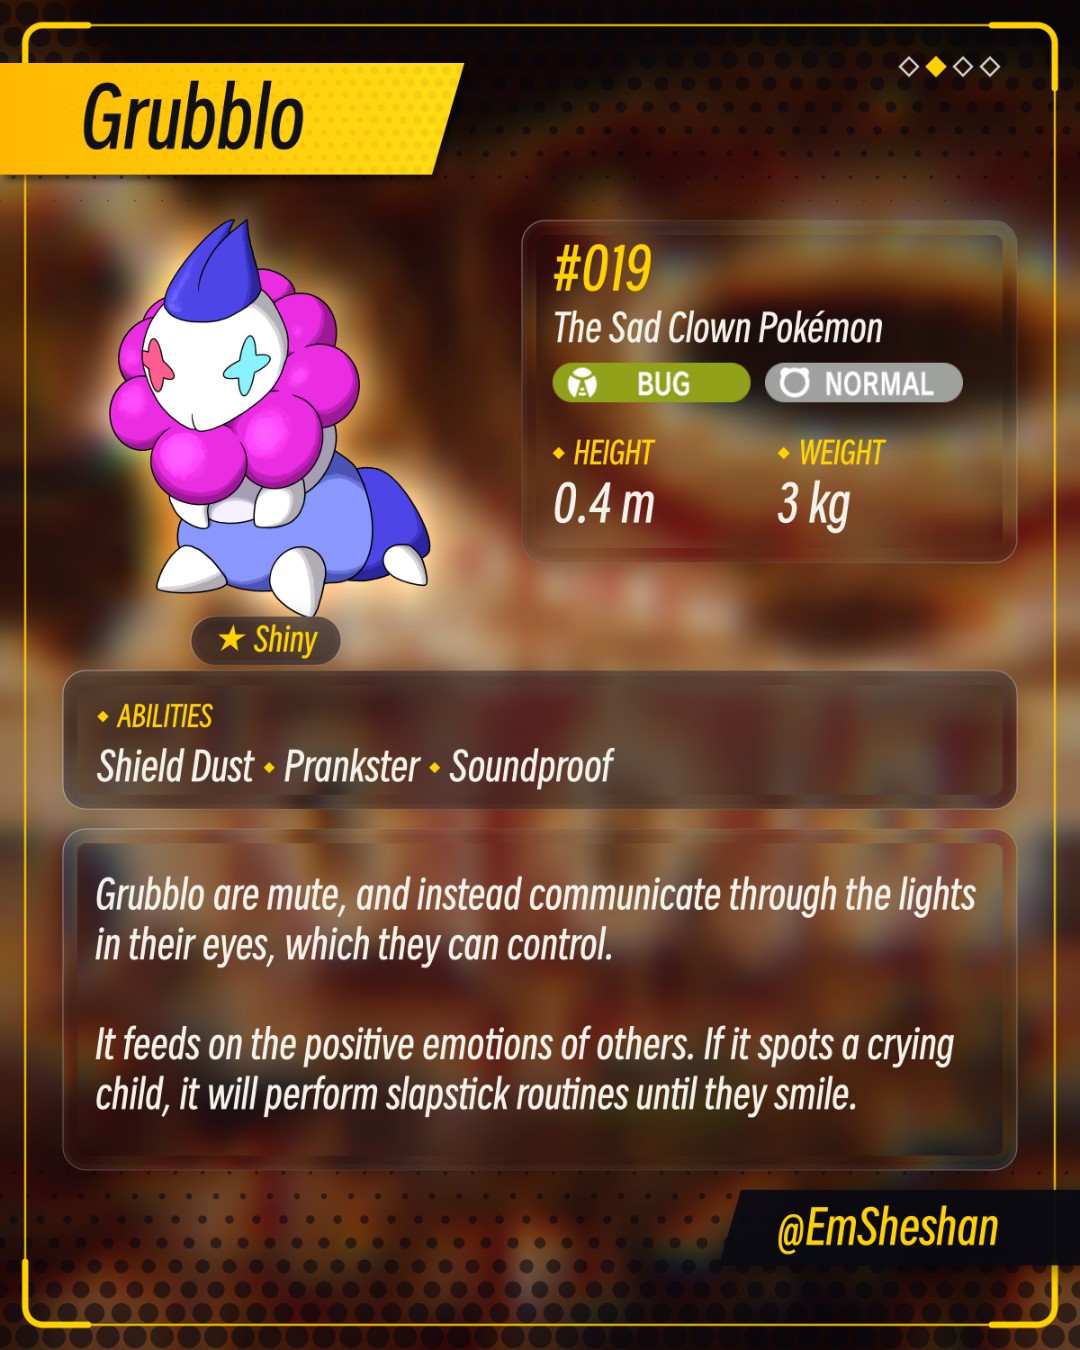 Grubblo
#019
The Sad Clown Pokémon
BUG NORMAL
HEIGHT WEIGHT
0.4 m 3 kg
★ Shiny
ABILITIES
Shield Dust ⬥ Prankster ⬥ Soundproof
Grubblo are mute, and instead communicate through the lights
in their eyes, which they can control.
It feeds on the positive emotions of others. If it spots a crying
child, it will perform slapstick routines until they smile.
@EmSheshan